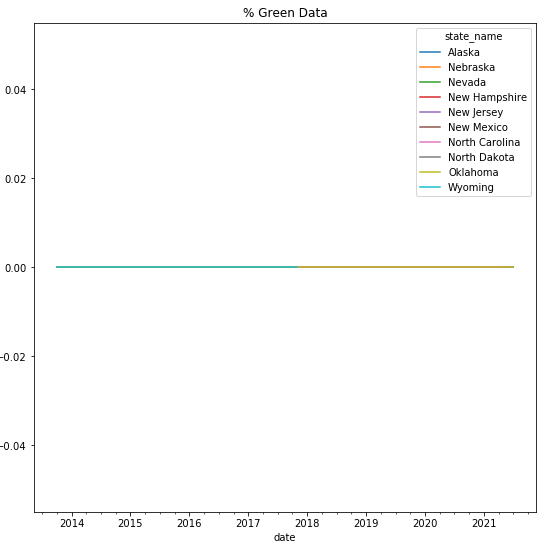 % Green Data
state_name
Alaska
Nebraska
Nevada
New Hampshire
New Jersey
New Mexico
North Carolina
North Dakota
Oklahoma
Wyoming
0.04
0.02
0.00
−0.02
−0.04
2014 2015 2016 2017 2018 2019 2020 2021
date